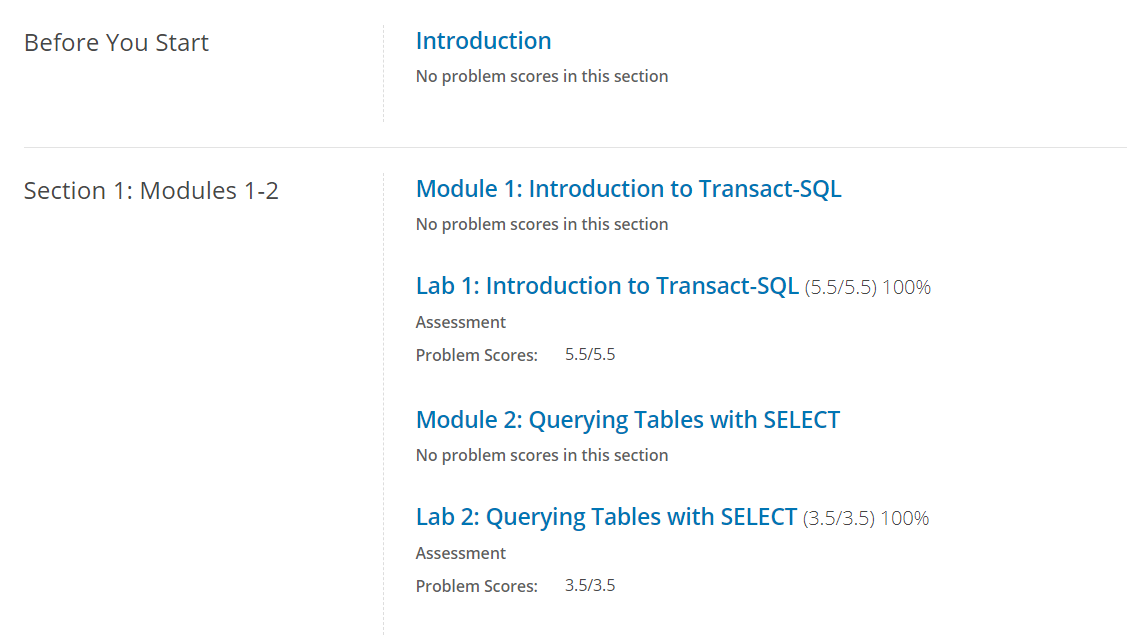 Before You Start
Introduction
No problem scores in this section
Section 1: Modules 1-2
Module 1: Introduction to Transact-SQL
No problem scores in this section
Lab 1: Introduction to Transact-SQL (5.5/5.5) 100%
Assessment
Problem Scores: 5.5/5.5
Module 2: Querying Tables with SELECT
No problem scores in this section
Lab 2: Querying Tables with SELECT (3.5/3.5) 100%
Assessment
Problem Scores: 3.5/3.5